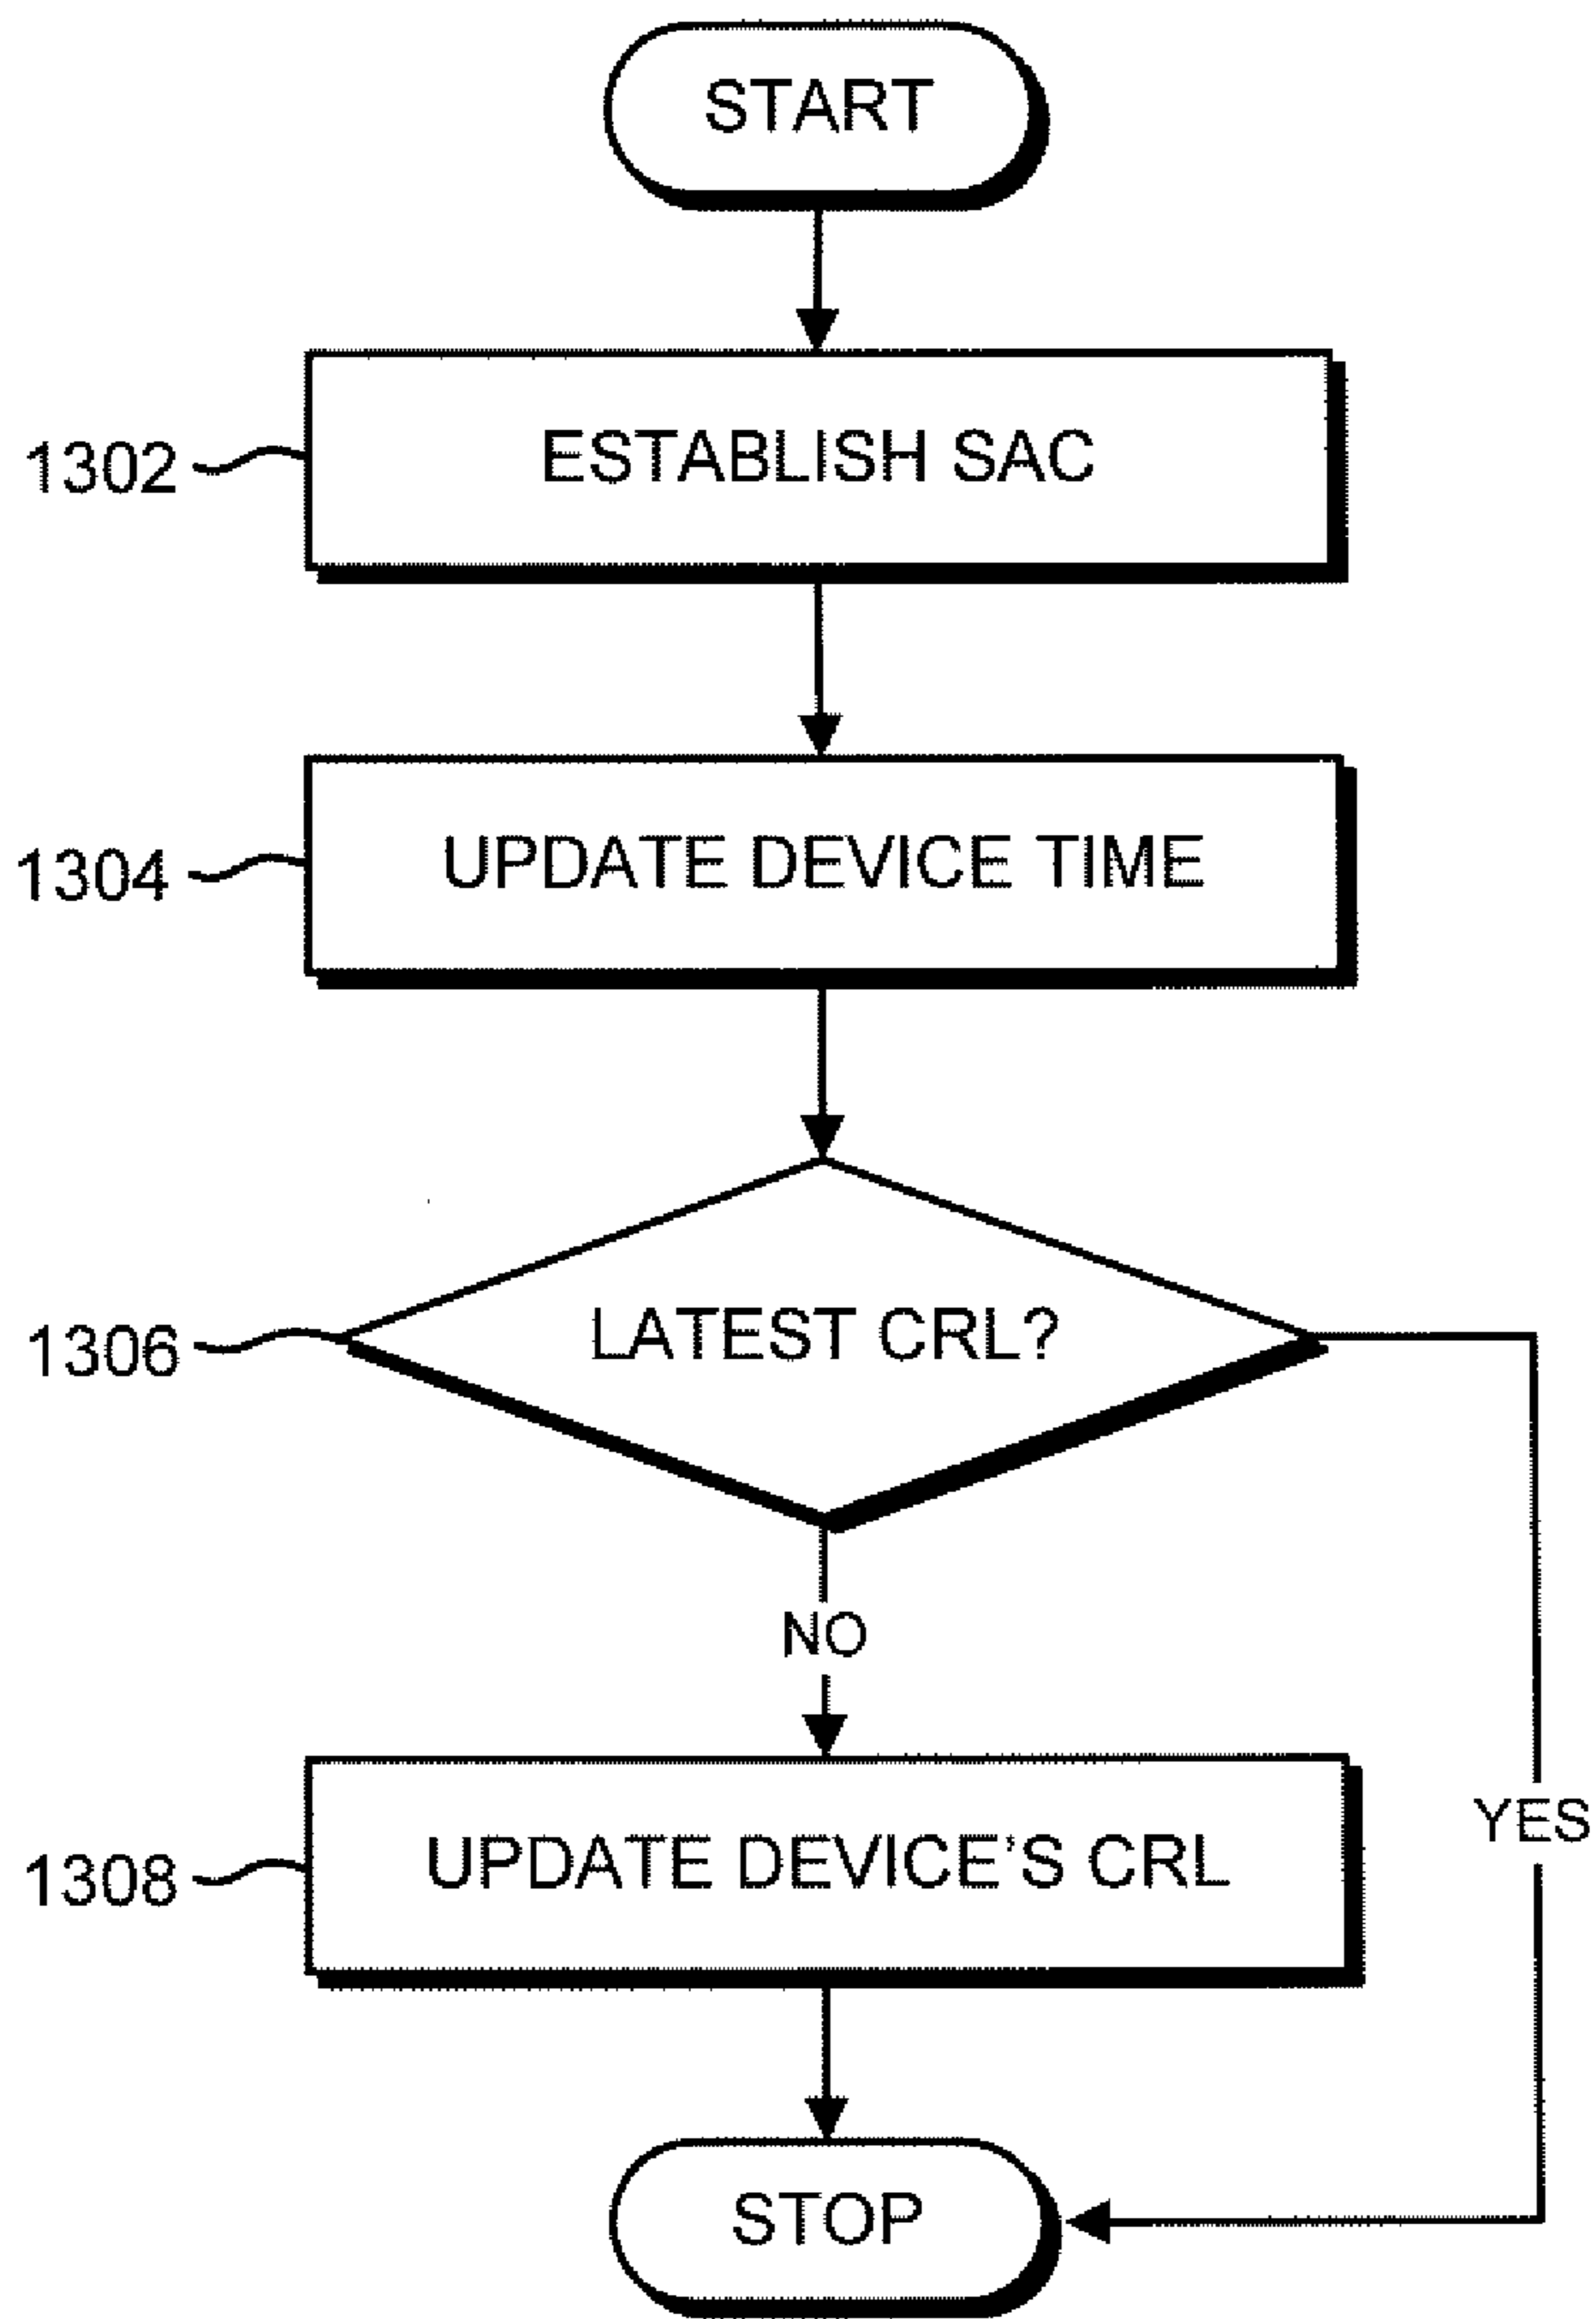 START
1302 ESTABLISH SAC
1304 UPDATE DEVICE TIME
1306 LATEST CRL?
NO
YES
1308 UPDATE DEVICE'S CRL
STOP